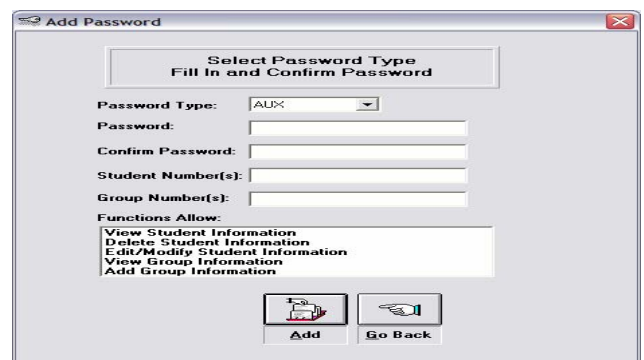 Add Password
Select Password Type
Fill In and Confirm Password
Password Type: AUX
Password:
Confirm Password:
Student Number(s):
Group Number(s):
Functions Allow:
View Student Information
Delete Student Information
Edit/Modify Student Information
View Group Information
Add Group Information
Add Go Back